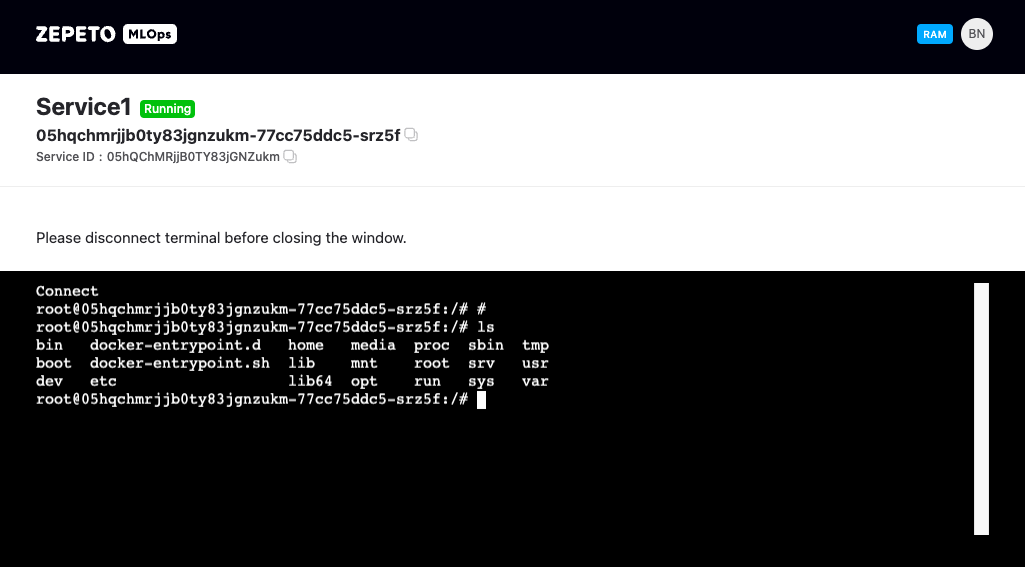 ZEPETO MLOps
RAM BN
Service1 Running
05hqchmrjjb0ty83jgnzukm-77cc75ddc5-srz5f
Service ID : 05hQChMRjjB0TY83jGNZukm
Please disconnect terminal before closing the window.
Connect
root@05hqchmrjjb0ty83jgnzukm-77cc75ddc5-srz5f:/# #
root@05hqchmrjjb0ty83jgnzukm-77cc75ddc5-srz5f:/# ls
bin   docker-entrypoint.d   home   media  proc  sbin  tmp
boot  docker-entrypoint.sh  lib    mnt    root  srv   usr
dev   etc                   lib64  opt    run   sys   var
root@05hqchmrjjb0ty83jgnzukm-77cc75ddc5-srz5f:/#